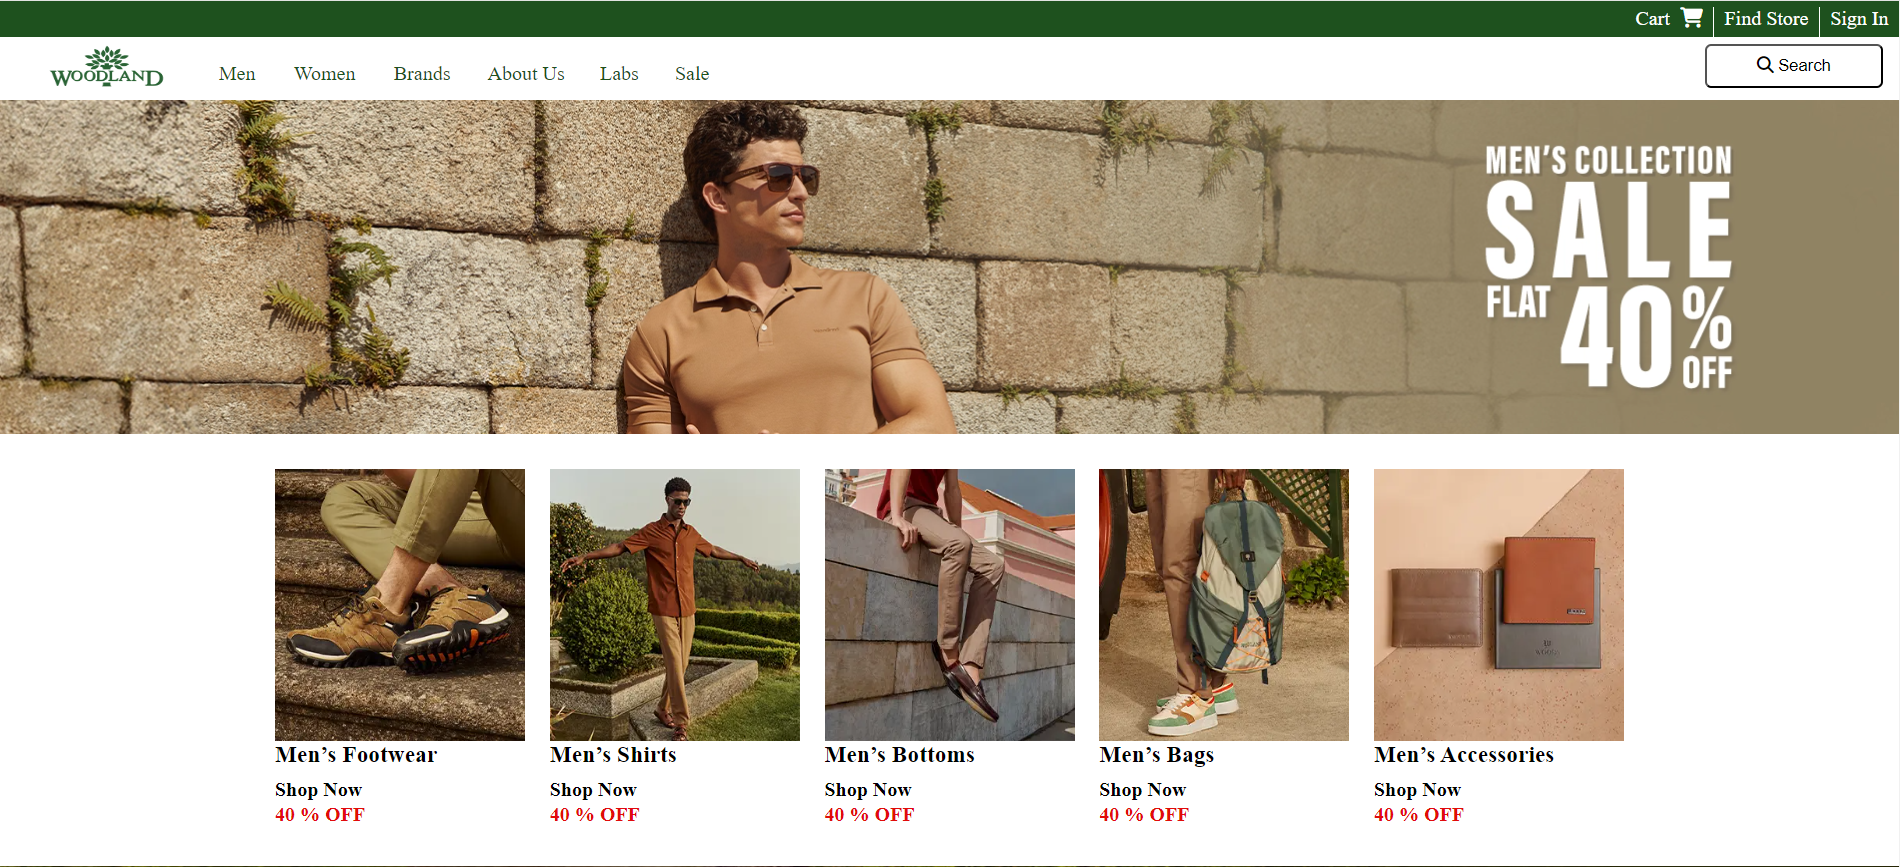 Cart Find Store Sign In
WOODLAND
Men Women Brands About Us Labs Sale
Search
MEN'S COLLECTION
SALE
FLAT 40% OFF
Men’s Footwear
Shop Now
40 % OFF
Men’s Shirts
Shop Now
40 % OFF
Men’s Bottoms
Shop Now
40 % OFF
Men’s Bags
Shop Now
40 % OFF
Men’s Accessories
Shop Now
40 % OFF